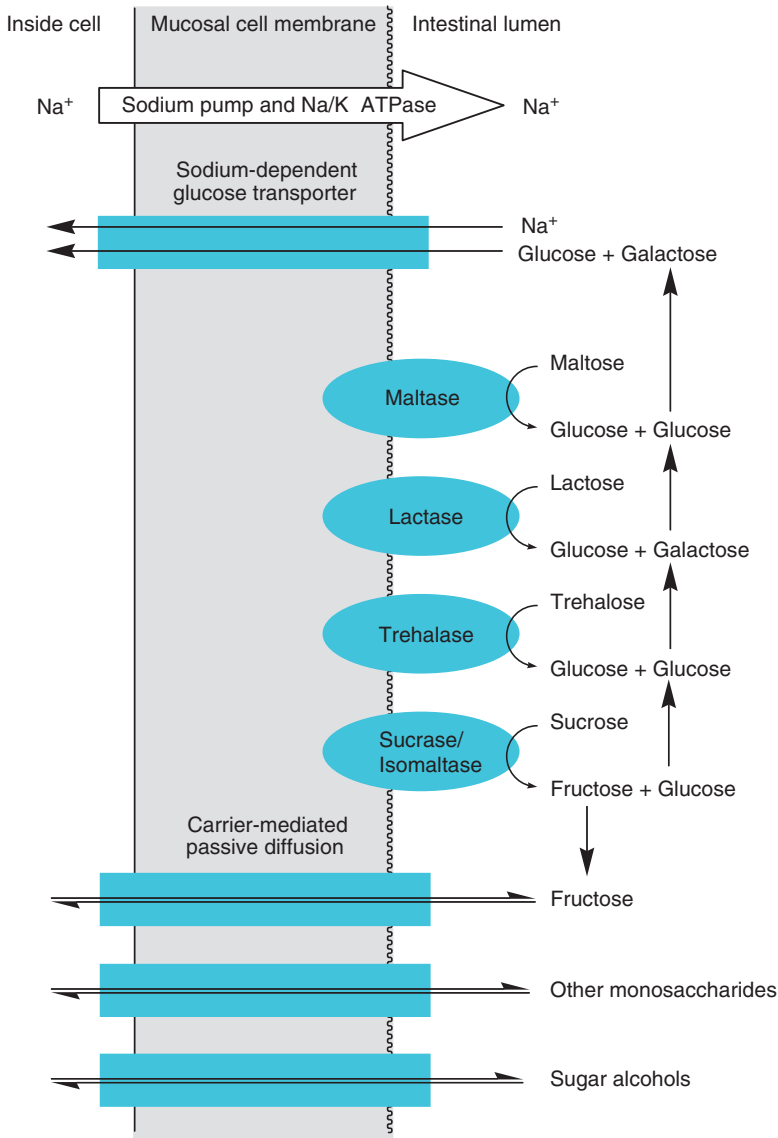 Inside cell
Mucosal cell membrane
Intestinal lumen
Na⁺
Sodium pump and Na/K ATPase
Na⁺
Sodium-dependent
glucose transporter
Na⁺
Glucose + Galactose
Maltase
Maltose
Glucose + Glucose
Lactase
Lactose
Glucose + Galactose
Trehalase
Trehalose
Glucose + Glucose
Sucrase/
Isomaltase
Sucrose
Fructose + Glucose
Carrier-mediated
passive diffusion
Fructose
Other monosaccharides
Sugar alcohols